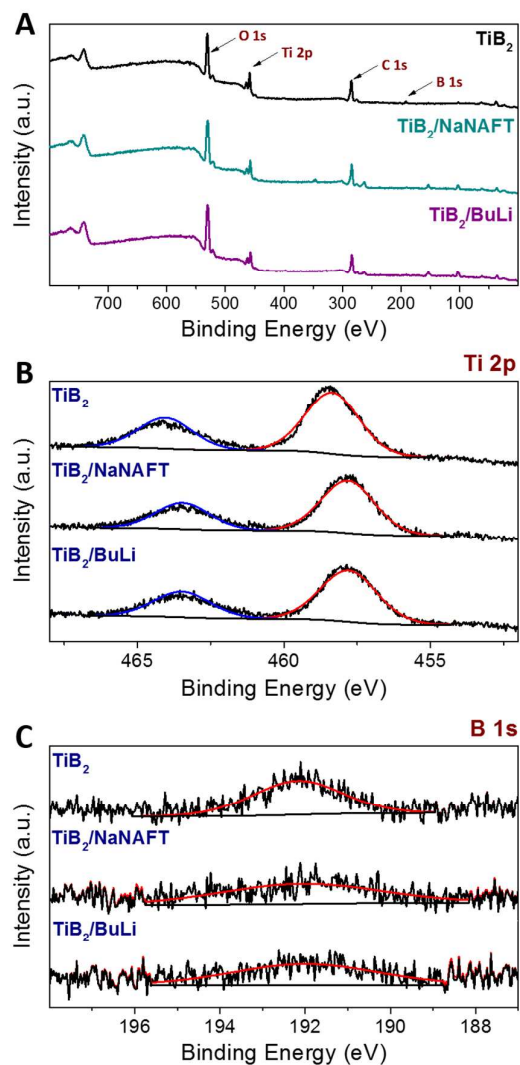 A
O 1s
TiB₂
Ti 2p
C 1s
B 1s
TiB₂/NaNAFT
TiB₂/BuLi
Intensity (a.u.)
700 600 500 400 300 200 100 0
Binding Energy (eV)
B
Ti 2p
TiB₂
TiB₂/NaNAFT
TiB₂/BuLi
Intensity (a.u.)
465 460 455
Binding Energy (eV)
C
B 1s
TiB₂
TiB₂/NaNAFT
TiB₂/BuLi
Intensity (a.u.)
196 194 192 190 188
Binding Energy (eV)